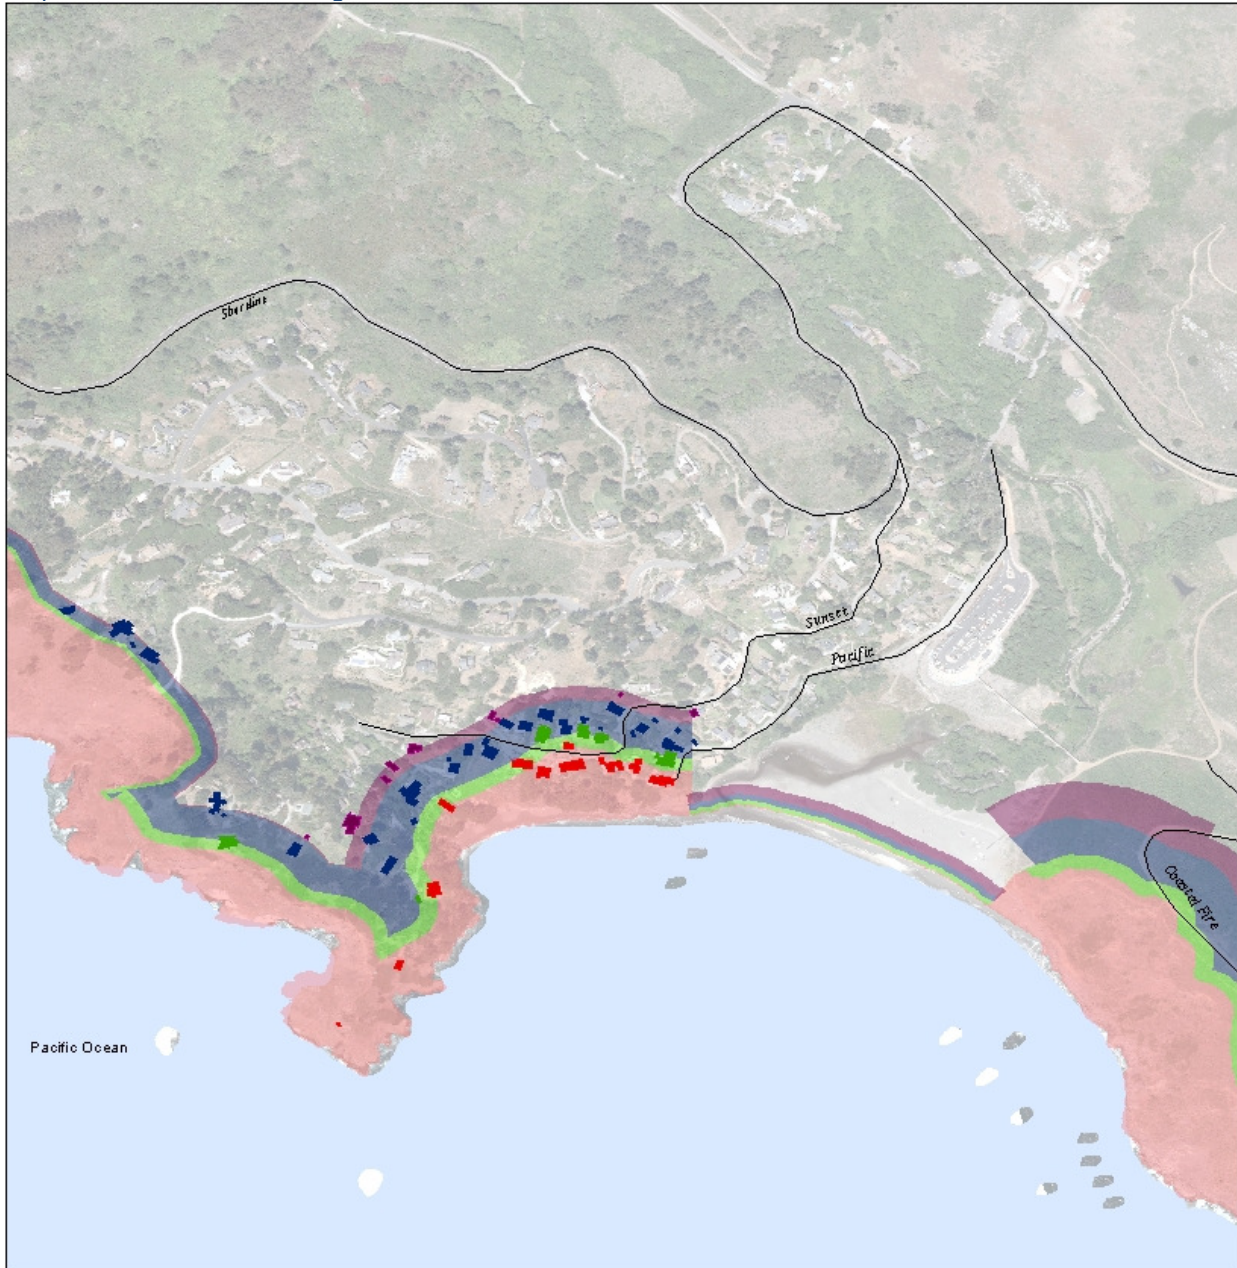 Shoreline
Sunset
Pacific
Coastal Fire
Pacific Ocean